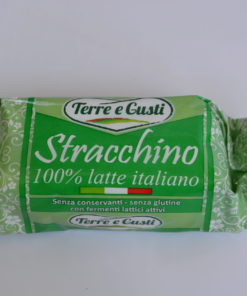 Terre e Gusti
Stracchino
100% latte italiano
Senza conservanti - senza glutine
con fermenti lattici attivi
Terre e Gusti